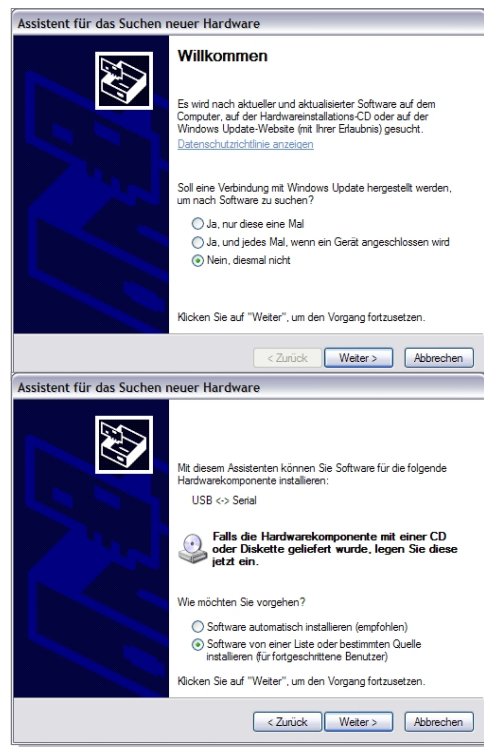 Assistent für das Suchen neuer Hardware
Willkommen
Es wird nach aktueller und aktualisierter Software auf dem
Computer, auf der Hardwareinstallations-CD oder auf der
Windows Update-Website (mit Ihrer Erlaubnis) gesucht.
Datenschutzrichtlinie anzeigen
Soll eine Verbindung mit Windows Update hergestellt werden,
um nach Software zu suchen?
Ja, nur diese eine Mal
Ja, und jedes Mal, wenn ein Gerät angeschlossen wird
Nein, diesmal nicht
Klicken Sie auf "Weiter", um den Vorgang fortzusetzen.
< Zurück Weiter > Abbrechen
Assistent für das Suchen neuer Hardware
Mit diesem Assistenten können Sie Software für die folgende
Hardwarekomponente installieren:
USB <-> Serial
Falls die Hardwarekomponente mit einer CD
oder Diskette geliefert wurde, legen Sie diese
jetzt ein.
Wie möchten Sie vorgehen?
Software automatisch installieren (empfohlen)
Software von einer Liste oder bestimmten Quelle
installieren (für fortgeschrittene Benutzer)
Klicken Sie auf "Weiter", um den Vorgang fortzusetzen.
< Zurück Weiter > Abbrechen